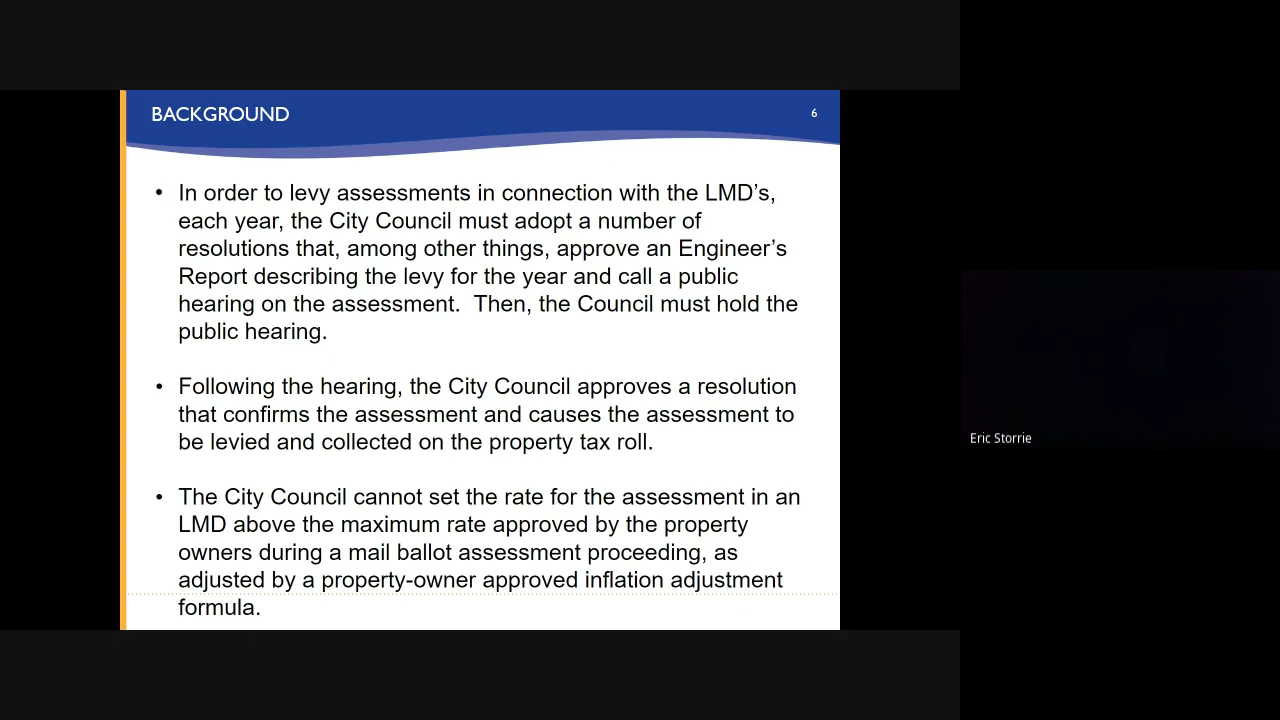 BACKGROUND
6
• In order to levy assessments in connection with the LMD’s,
each year, the City Council must adopt a number of
resolutions that, among other things, approve an Engineer’s
Report describing the levy for the year and call a public
hearing on the assessment.  Then, the Council must hold the
public hearing.
• Following the hearing, the City Council approves a resolution
that confirms the assessment and causes the assessment to
be levied and collected on the property tax roll.
• The City Council cannot set the rate for the assessment in an
LMD above the maximum rate approved by the property
owners during a mail ballot assessment proceeding, as
adjusted by a property-owner approved inflation adjustment
formula.
Eric Storrie